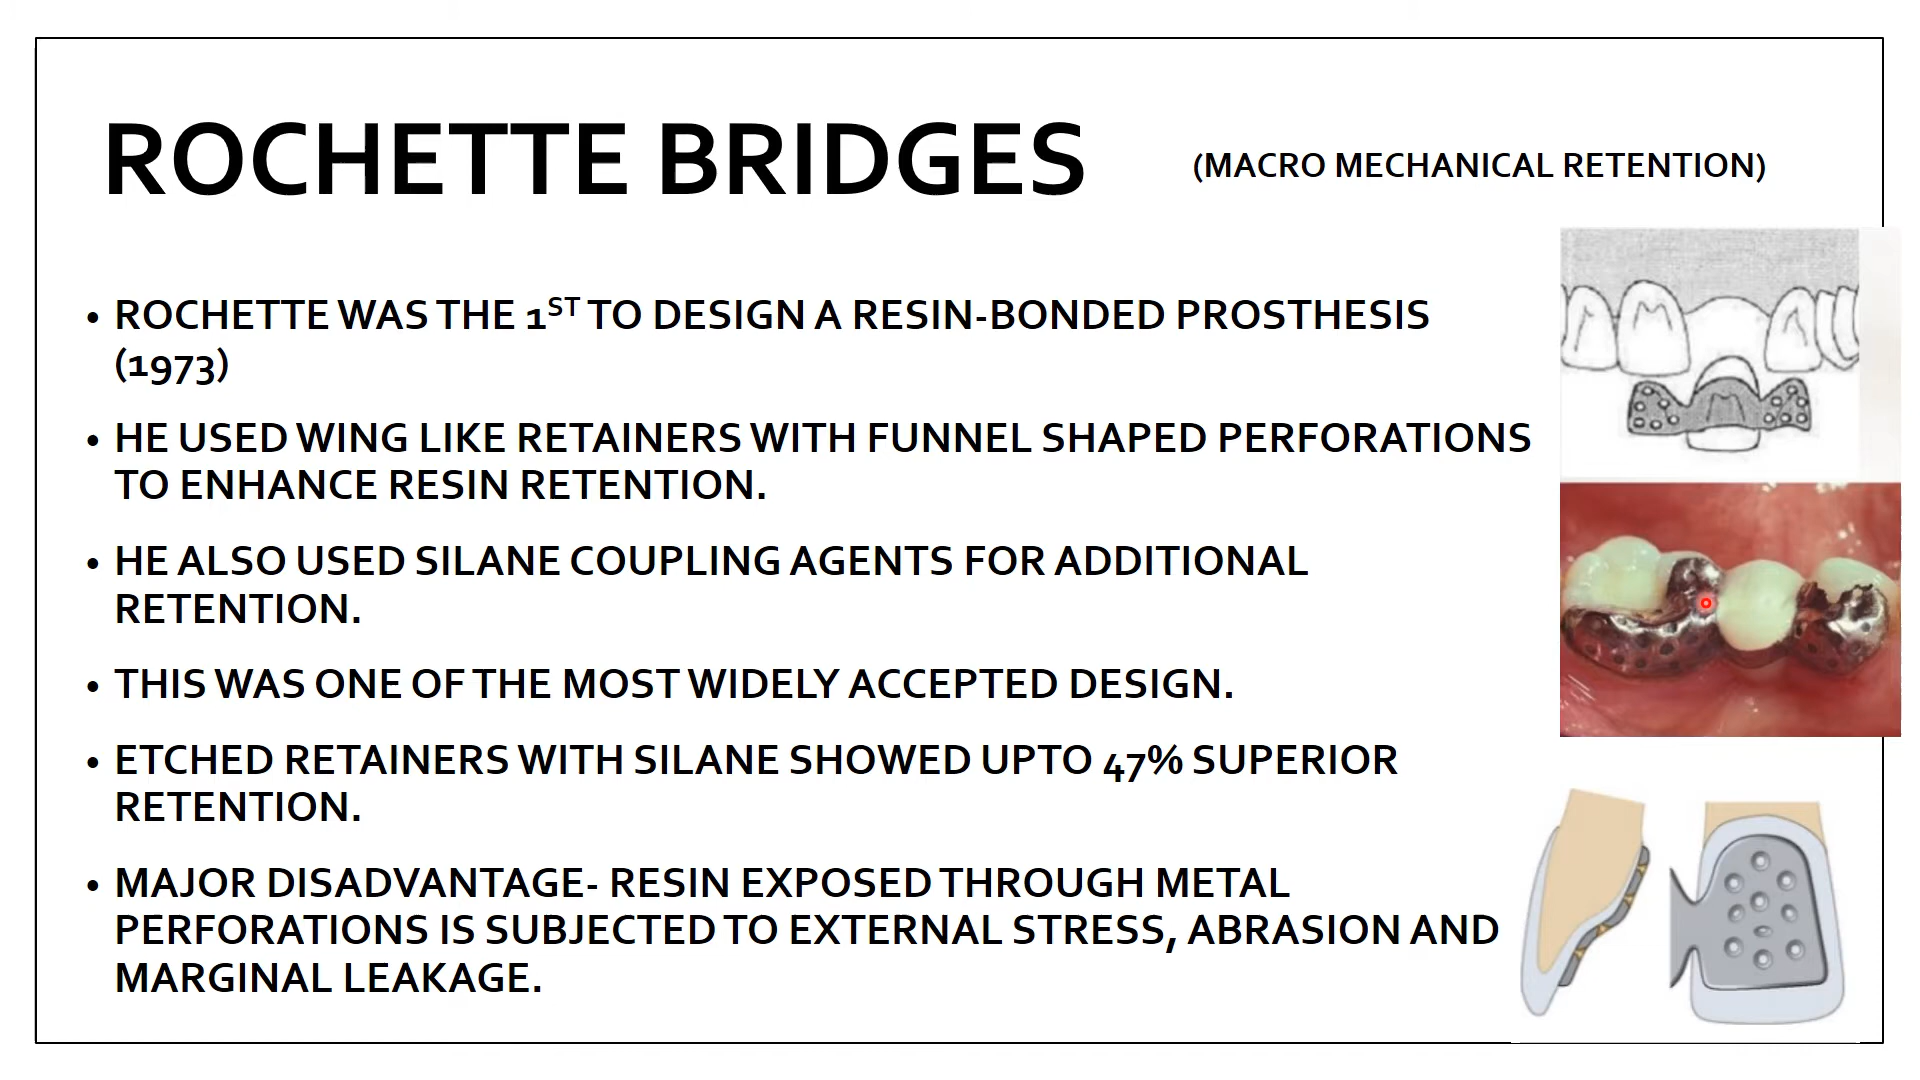 ROCHETTE BRIDGES
(MACRO MECHANICAL RETENTION)
• ROCHETTE WAS THE 1ST TO DESIGN A RESIN-BONDED PROSTHESIS
(1973)
• HE USED WING LIKE RETAINERS WITH FUNNEL SHAPED PERFORATIONS
TO ENHANCE RESIN RETENTION.
• HE ALSO USED SILANE COUPLING AGENTS FOR ADDITIONAL
RETENTION.
• THIS WAS ONE OF THE MOST WIDELY ACCEPTED DESIGN.
• ETCHED RETAINERS WITH SILANE SHOWED UPTO 47% SUPERIOR
RETENTION.
• MAJOR DISADVANTAGE- RESIN EXPOSED THROUGH METAL
PERFORATIONS IS SUBJECTED TO EXTERNAL STRESS, ABRASION AND
MARGINAL LEAKAGE.